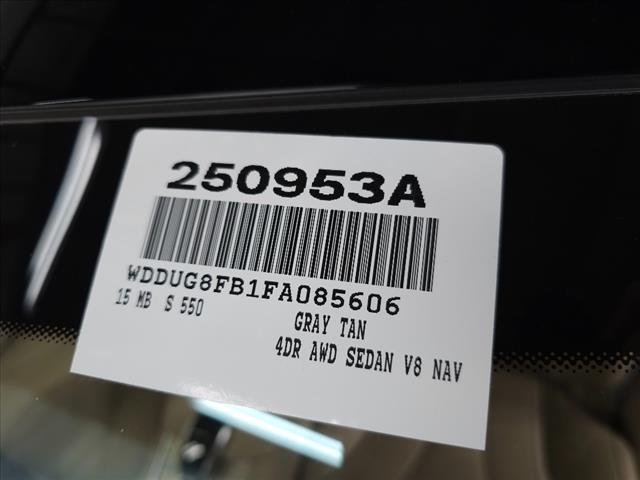 250953A
WDDUG8FB1FA085606
15 MB S 550
GRAY TAN
4DR AWD SEDAN V8 NAV